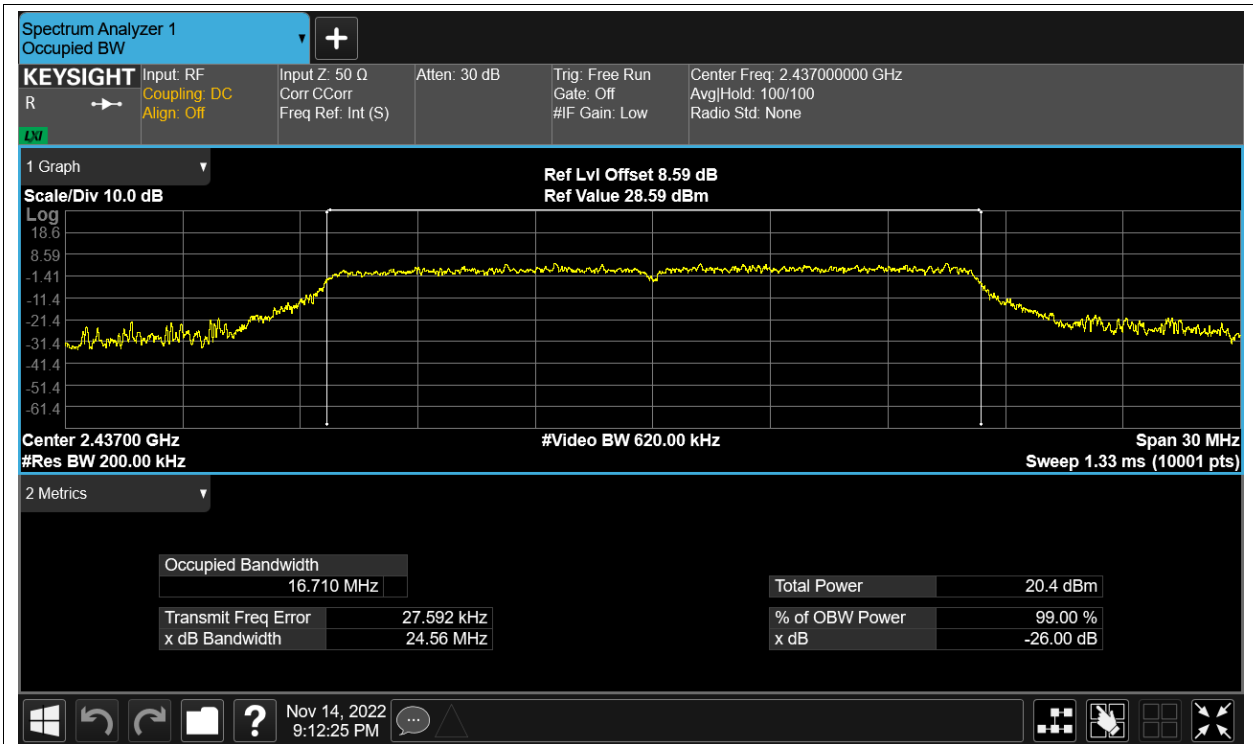 Spectrum Analyzer 1
Occupied BW
KEYSIGHT
R
LXI
Input: RF
Coupling: DC
Align: Off
Input Z: 50 Ω
Corr CCorr
Freq Ref: Int (S)
Atten: 30 dB
Trig: Free Run
Gate: Off
#IF Gain: Low
Center Freq: 2.437000000 GHz
Avg|Hold: 100/100
Radio Std: None
1 Graph
Scale/Div 10.0 dB
Ref Lvl Offset 8.59 dB
Ref Value 28.59 dBm
Log
18.6
8.59
-1.41
-11.4
-21.4
-31.4
-41.4
-51.4
-61.4
Center 2.43700 GHz
#Video BW 620.00 kHz
Span 30 MHz
#Res BW 200.00 kHz
Sweep 1.33 ms (10001 pts)
2 Metrics
Occupied Bandwidth
16.710 MHz
Total Power 20.4 dBm
Transmit Freq Error 27.592 kHz
% of OBW Power 99.00 %
x dB Bandwidth 24.56 MHz
x dB -26.00 dB
?
Nov 14, 2022
9:12:25 PM